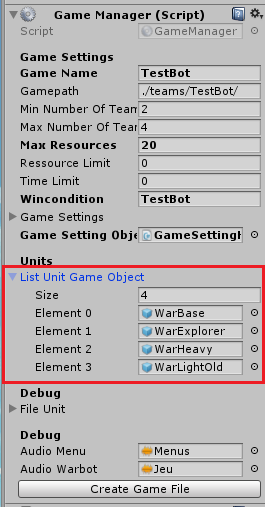 Game Manager (Script)
Script GameManager
Game Settings
Game Name TestBot
Gamepath ./teams/TestBot/
Min Number Of Team 2
Max Number Of Team 4
Max Resources 20
Ressource Limit 0
Time Limit 0
Wincondition TestBot
Game Settings
Game Setting Obje GameSettingH
Units
List Unit Game Object
Size 4
Element 0 WarBase
Element 1 WarExplorer
Element 2 WarHeavy
Element 3 WarLightOld
Debug
File Unit
Debug
Audio Menu Menus
Audio Warbot Jeu
Create Game File